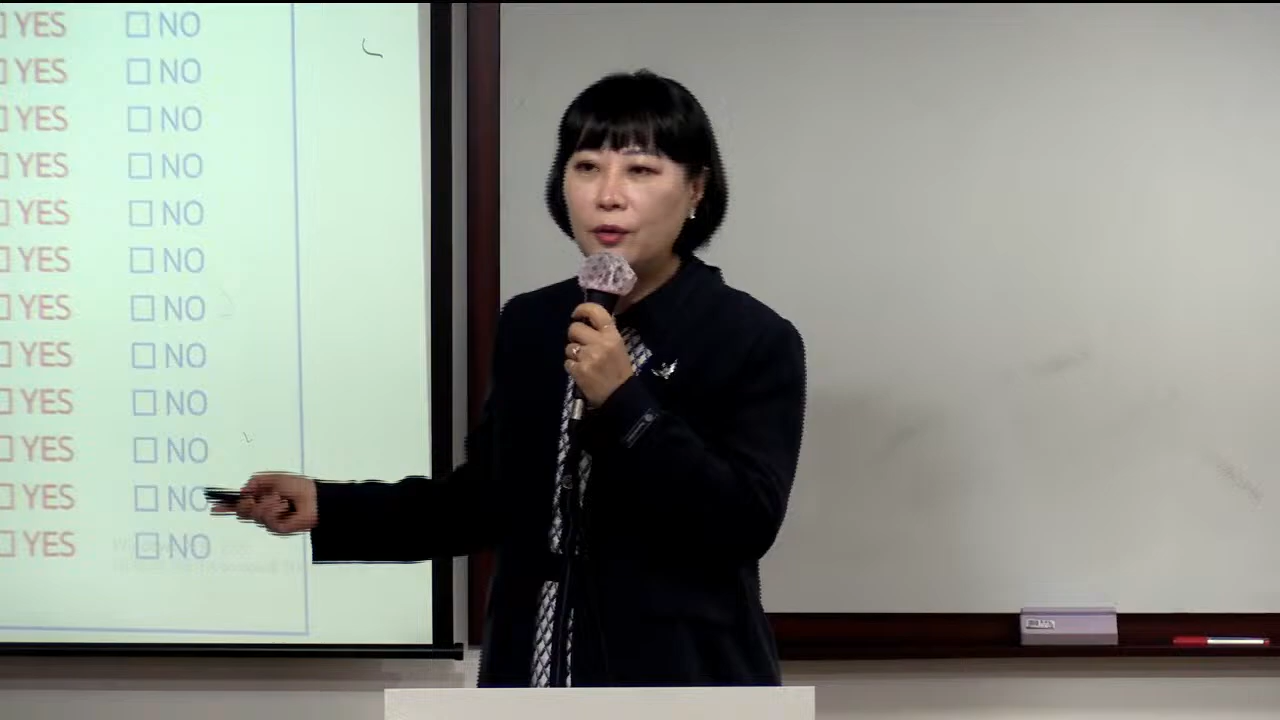 YES □ NO
YES □ NO
YES □ NO
YES □ NO
YES □ NO
YES □ NO
YES □ NO
YES □ NO
YES □ NO
YES □ NO
YES □ NO
YES □ NO